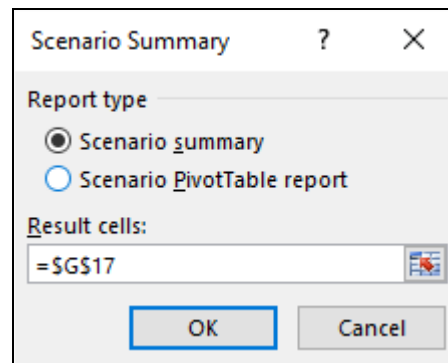 Scenario Summary ? ×
Report type
Scenario summary
Scenario PivotTable report
Result cells:
=$G$17
OK Cancel